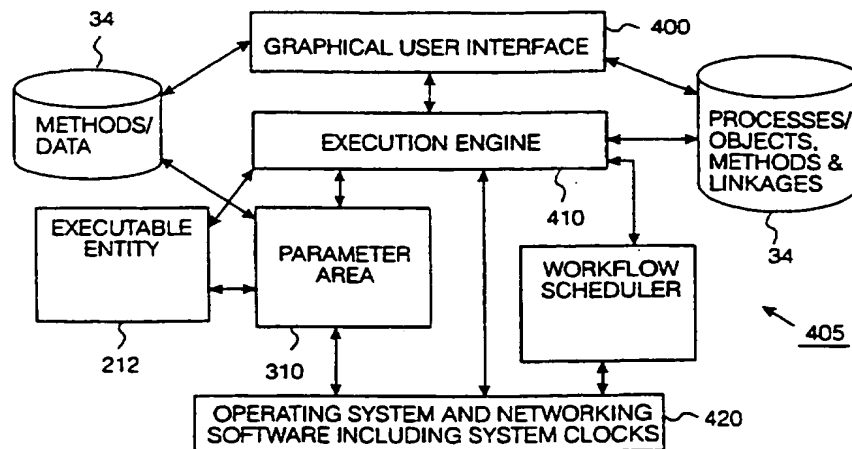 34
400
GRAPHICAL USER INTERFACE
METHODS/
DATA
PROCESSES/
OBJECTS,
METHODS &
LINKAGES
EXECUTION ENGINE
410
34
EXECUTABLE
ENTITY
PARAMETER
AREA
WORKFLOW
SCHEDULER
212
310
405
OPERATING SYSTEM AND NETWORKING
SOFTWARE INCLUDING SYSTEM CLOCKS
420